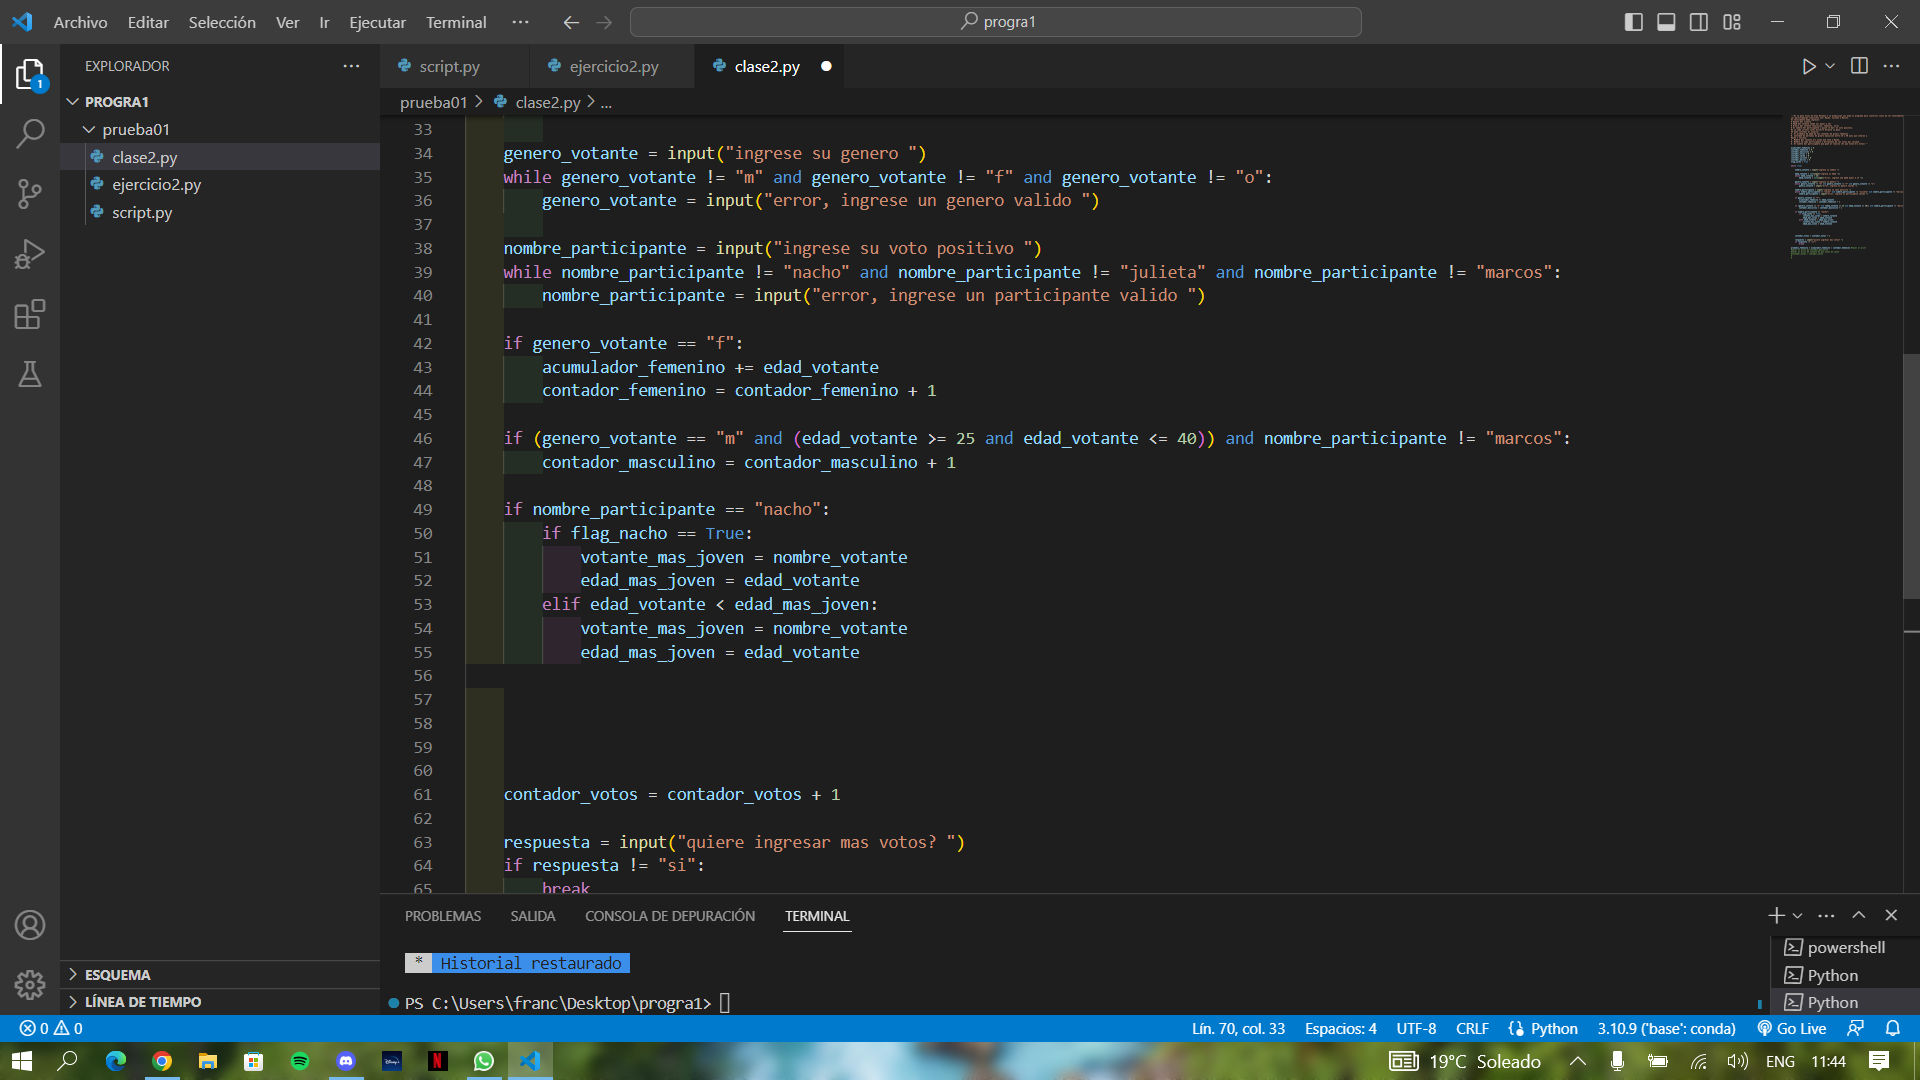 Archivo Editar Selección Ver Ir Ejecutar Terminal ··· progra1
EXPLORADOR ···
PROGRA1
prueba01
clase2.py
ejercicio2.py
script.py
ESQUEMA
LÍNEA DE TIEMPO
1
script.py ejercicio2.py clase2.py
prueba01 > clase2.py > ...
33
34 genero_votante = input("ingrese su genero ")
35 while genero_votante != "m" and genero_votante != "f" and genero_votante != "o":
36 genero_votante = input("error, ingrese un genero valido ")
37
38 nombre_participante = input("ingrese su voto positivo ")
39 while nombre_participante != "nacho" and nombre_participante != "julieta" and nombre_participante != "marcos":
40 nombre_participante = input("error, ingrese un participante valido ")
41
42 if genero_votante == "f":
43 acumulador_femenino += edad_votante
44 contador_femenino = contador_femenino + 1
45
46 if (genero_votante == "m" and (edad_votante >= 25 and edad_votante <= 40)) and nombre_participante != "marcos":
47 contador_masculino = contador_masculino + 1
48
49 if nombre_participante == "nacho":
50 if flag_nacho == True:
51 votante_mas_joven = nombre_votante
52 edad_mas_joven = edad_votante
53 elif edad_votante < edad_mas_joven:
54 votante_mas_joven = nombre_votante
55 edad_mas_joven = edad_votante
56
57
58
59
60
61 contador_votos = contador_votos + 1
62
63 respuesta = input("quiere ingresar mas votos? ")
64 if respuesta != "si":
65 break
PROBLEMAS SALIDA CONSOLA DE DEPURACIÓN TERMINAL
* Historial restaurado
PS C:\Users\franc\Desktop\progra1>
powershell
Python
Python
0 0 Lín. 70, col. 33 Espacios: 4 UTF-8 CRLF Python 3.10.9 ('base': conda) Go Live
19°C Soleado ENG 11:44